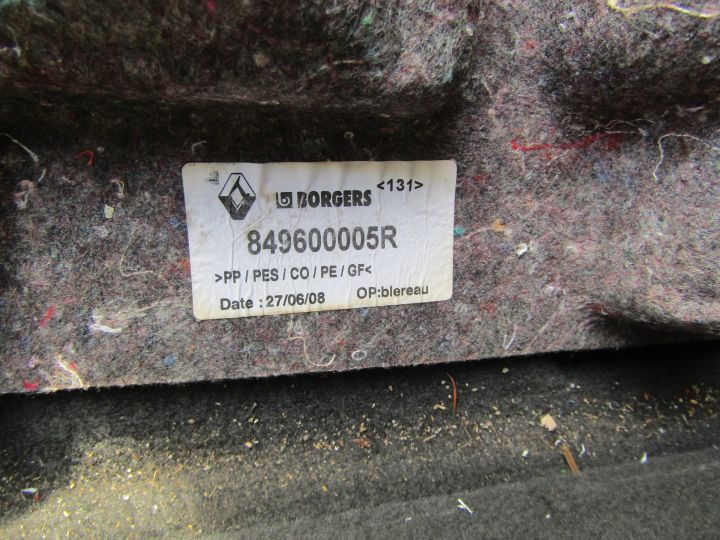 BORGERS <131>
849600005R
>PP / PES / CO / PE / GF<
Date : 27/06/08 OP:blereau